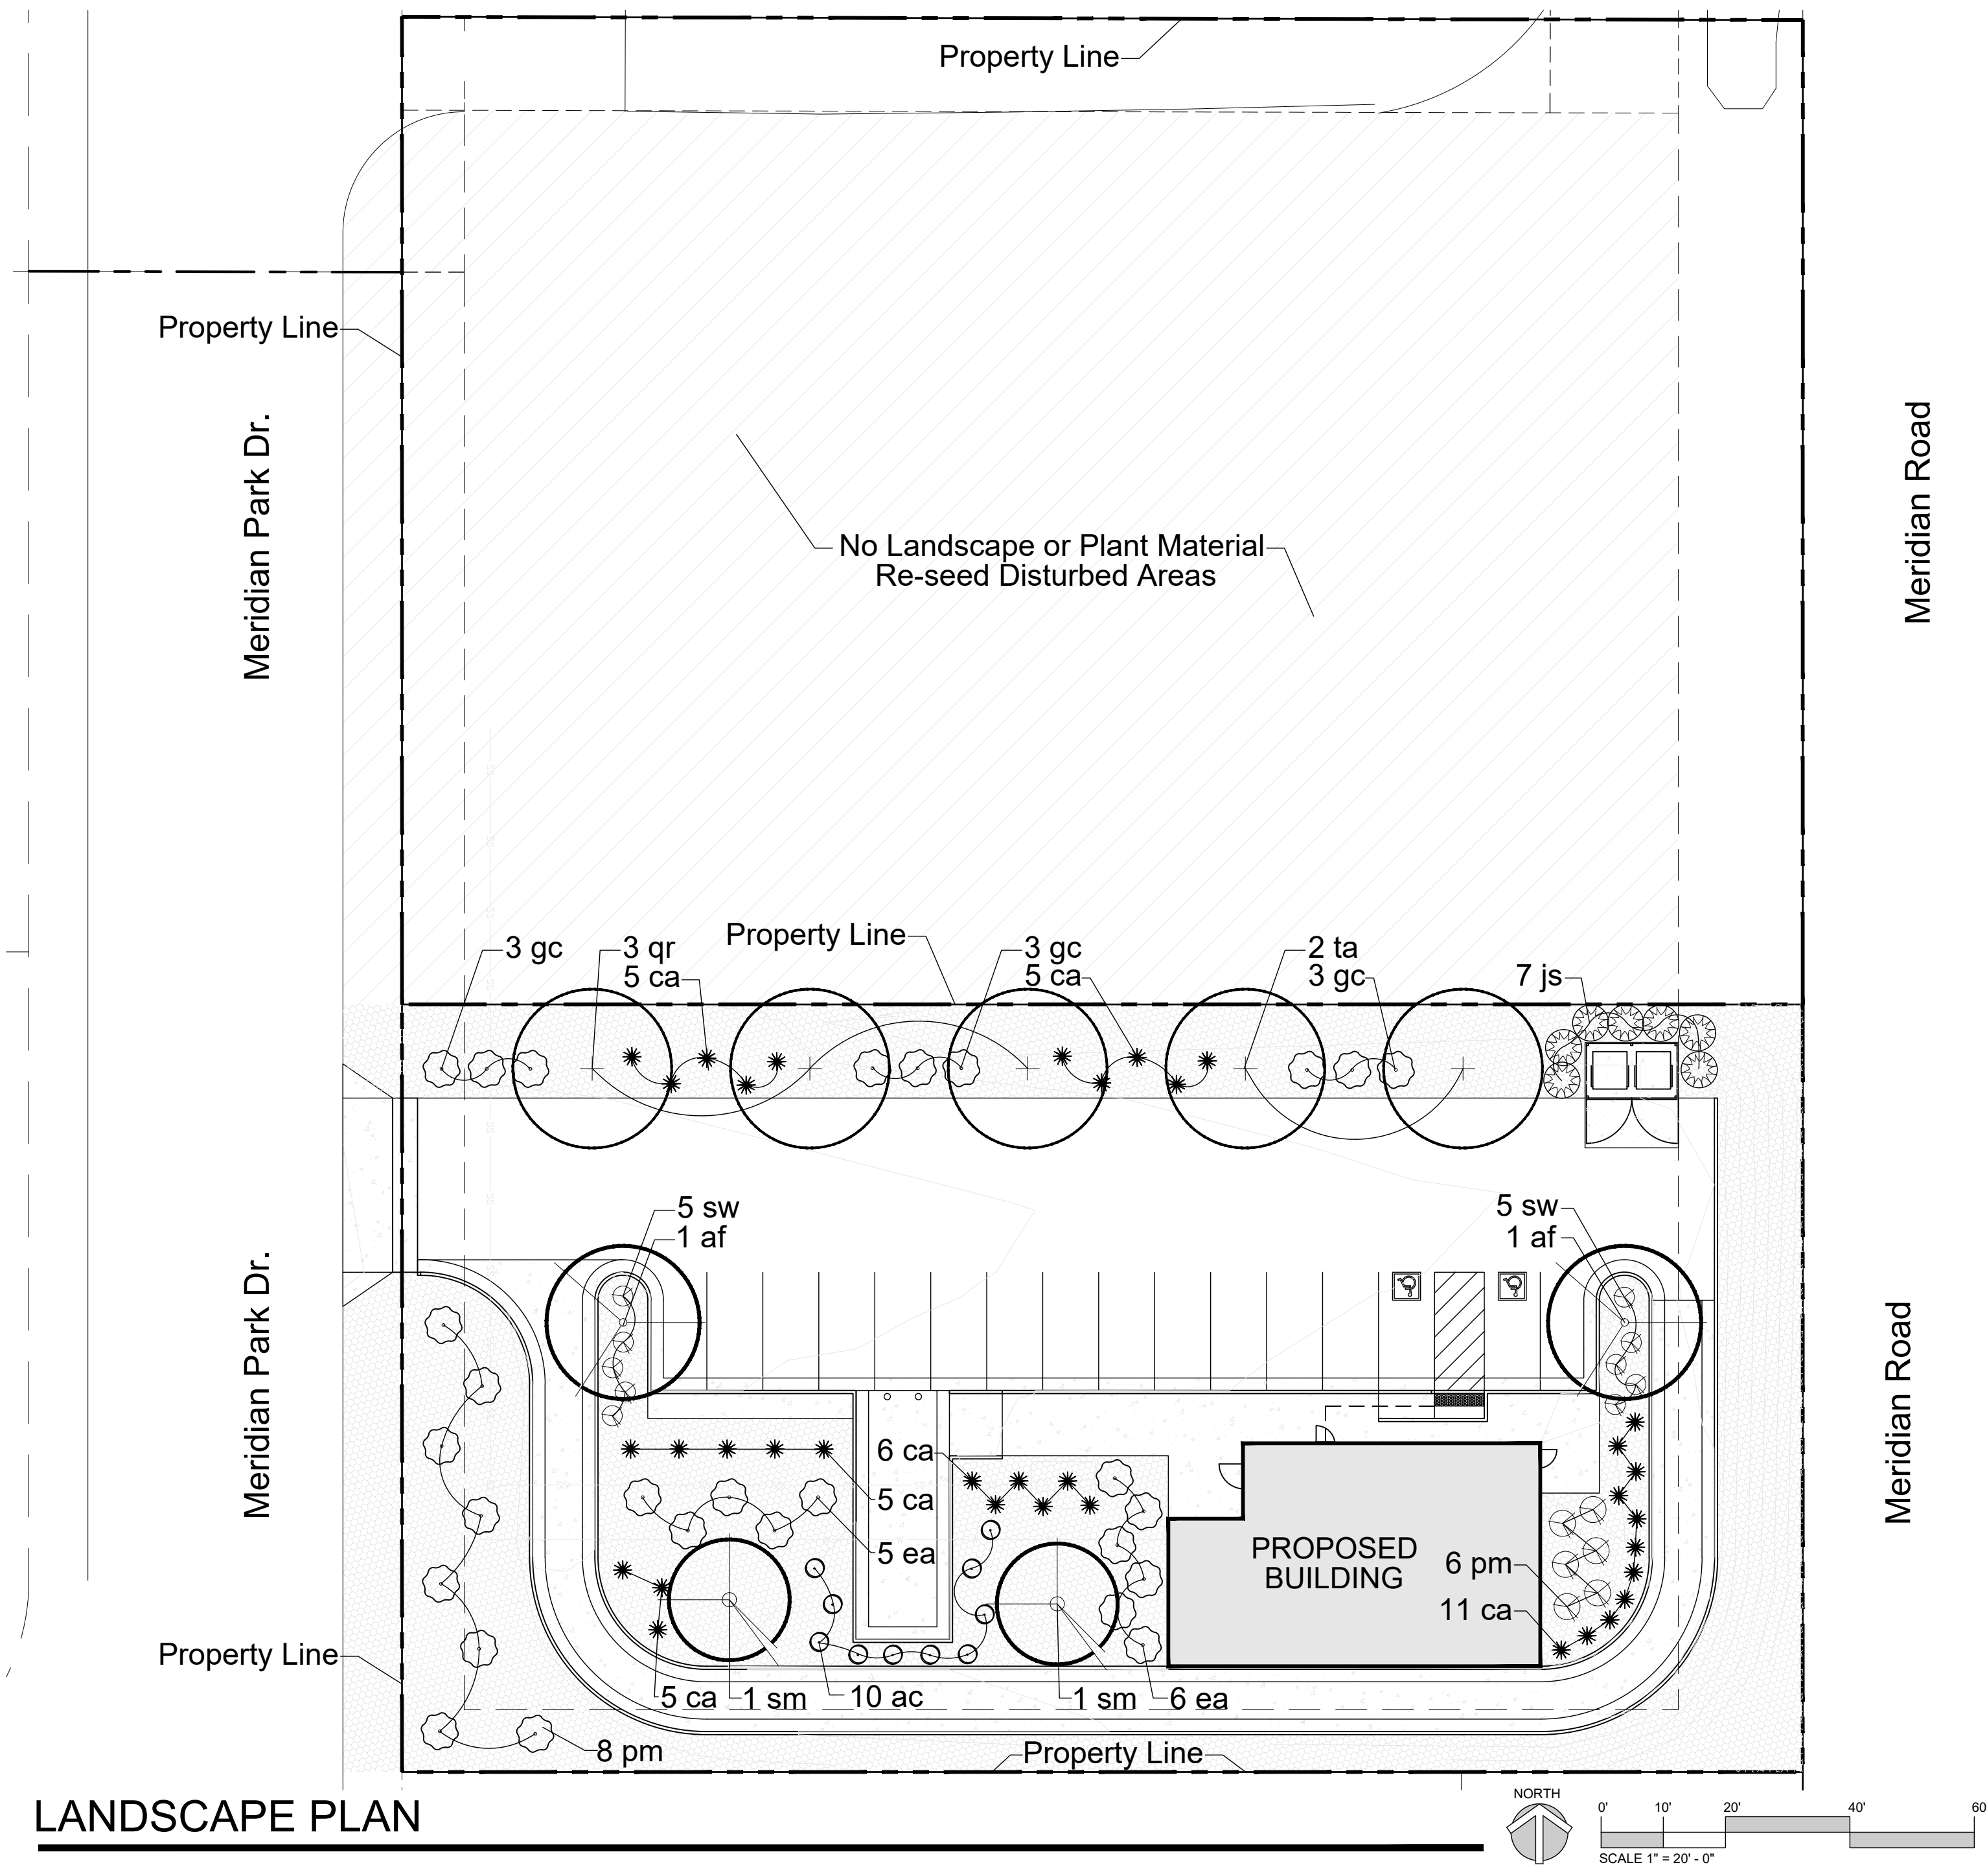 Property Line
Property Line
Meridian Park Dr.
Meridian Road
No Landscape or Plant Material
Re-seed Disturbed Areas
Property Line
3 gc
3 qr
5 ca
3 gc
5 ca
2 ta
3 gc
7 js
5 sw
1 af
5 sw
1 af
Meridian Park Dr.
Meridian Road
6 ca
5 ca
5 ea
PROPOSED
BUILDING
6 pm
11 ca
Property Line
5 ca
1 sm
10 ac
1 sm
6 ea
8 pm
Property Line
LANDSCAPE PLAN
NORTH
0'
10'
20'
40'
60
SCALE 1" = 20' - 0"